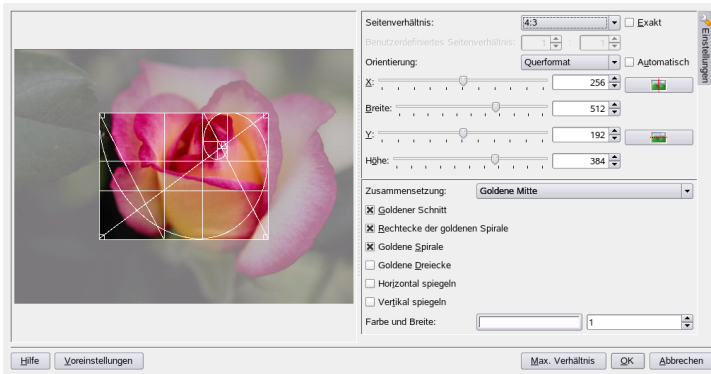 Seitenverhältnis: 4:3 Exakt
Benutzerdefiniertes Seitenverhältnis: 1 : 1
Orientierung: Querformat Automatisch
X: 256
Breite: 512
Y: 192
Höhe: 384
Einstellungen
Zusammensetzung: Goldene Mitte
Goldener Schnitt
Rechtecke der goldenen Spirale
Goldene Spirale
Goldene Dreiecke
Horizontal spiegeln
Vertikal spiegeln
Farbe und Breite: 1
Hilfe Voreinstellungen Max. Verhältnis OK Abbrechen